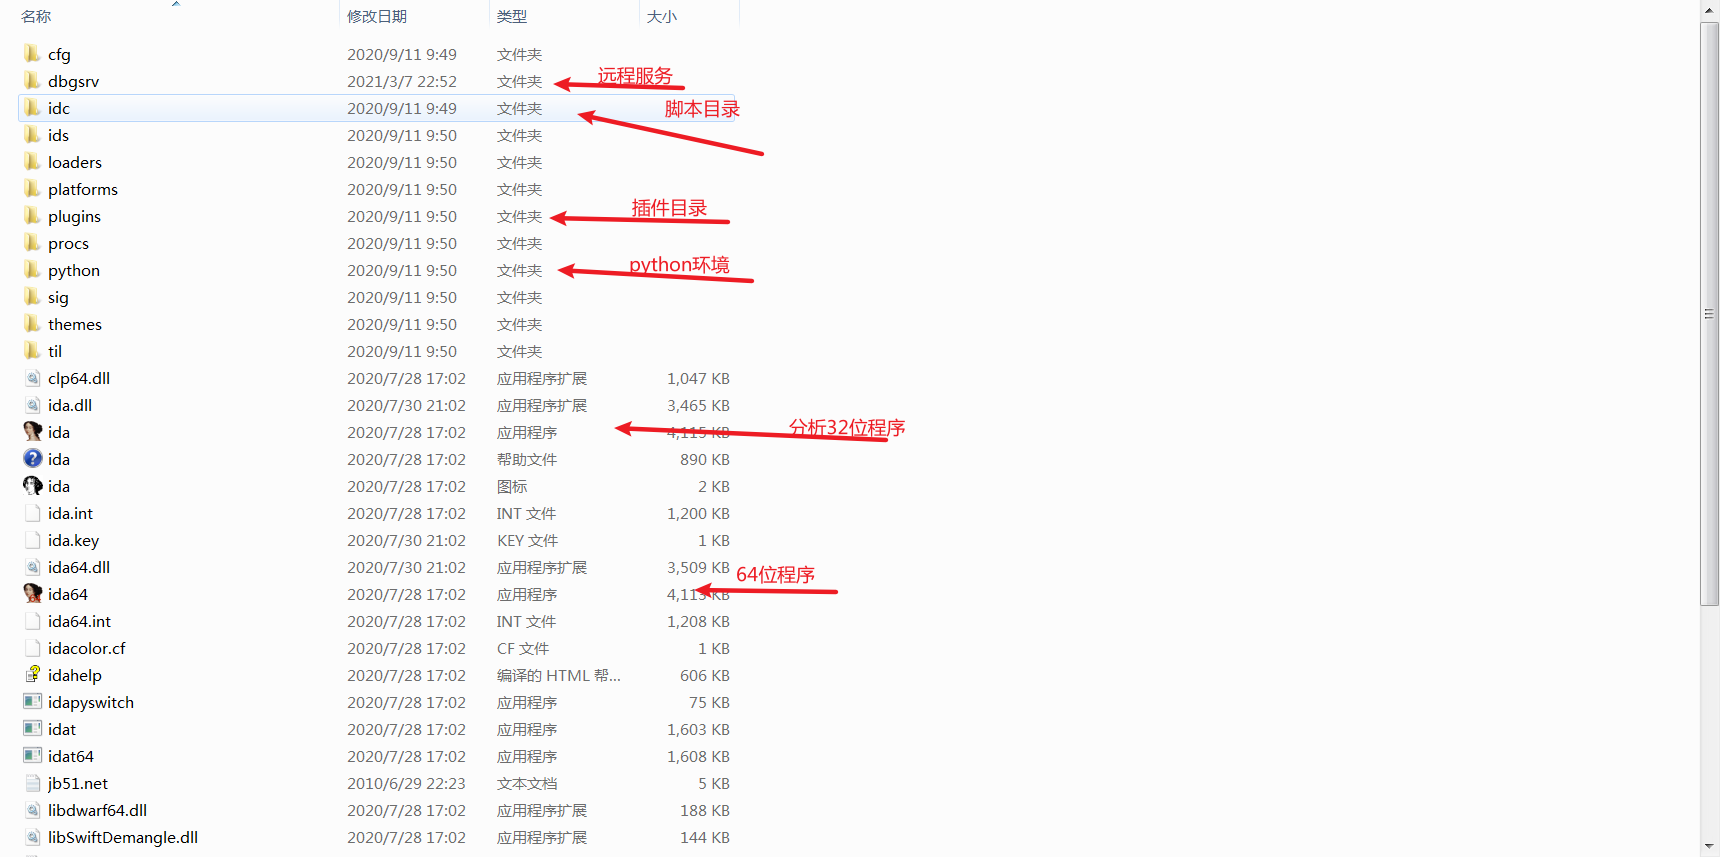 名称 修改日期 类型 大小
cfg 2020/9/11 9:49 文件夹
dbgsrv 2021/3/7 22:52 文件夹 远程服务
idc 2020/9/11 9:49 文件夹 脚本目录
ids 2020/9/11 9:50 文件夹
loaders 2020/9/11 9:50 文件夹
platforms 2020/9/11 9:50 文件夹
plugins 2020/9/11 9:50 文件夹 插件目录
procs 2020/9/11 9:50 文件夹
python 2020/9/11 9:50 文件夹 python环境
sig 2020/9/11 9:50 文件夹
themes 2020/9/11 9:50 文件夹
til 2020/9/11 9:50 文件夹
clp64.dll 2020/7/28 17:02 应用程序扩展 1,047 KB
ida.dll 2020/7/30 21:02 应用程序扩展 3,465 KB
ida 2020/7/28 17:02 应用程序 4,115 KB 分析32位程序
ida 2020/7/28 17:02 帮助文件 890 KB
ida 2020/7/28 17:02 图标 2 KB
ida.int 2020/7/28 17:02 INT 文件 1,200 KB
ida.key 2020/7/30 21:02 KEY 文件 1 KB
ida64.dll 2020/7/30 21:02 应用程序扩展 3,509 KB
ida64 2020/7/28 17:02 应用程序 4,113 KB 64位程序
ida64.int 2020/7/28 17:02 INT 文件 1,208 KB
idacolor.cf 2020/7/28 17:02 CF 文件 1 KB
idahelp 2020/7/28 17:02 编译的 HTML 帮... 606 KB
idapyswitch 2020/7/28 17:02 应用程序 75 KB
idat 2020/7/28 17:02 应用程序 1,603 KB
idat64 2020/7/28 17:02 应用程序 1,608 KB
jb51.net 2010/6/29 22:23 文本文档 5 KB
libdwarf64.dll 2020/7/28 17:02 应用程序扩展 188 KB
libSwiftDemangle.dll 2020/7/28 17:02 应用程序扩展 144 KB